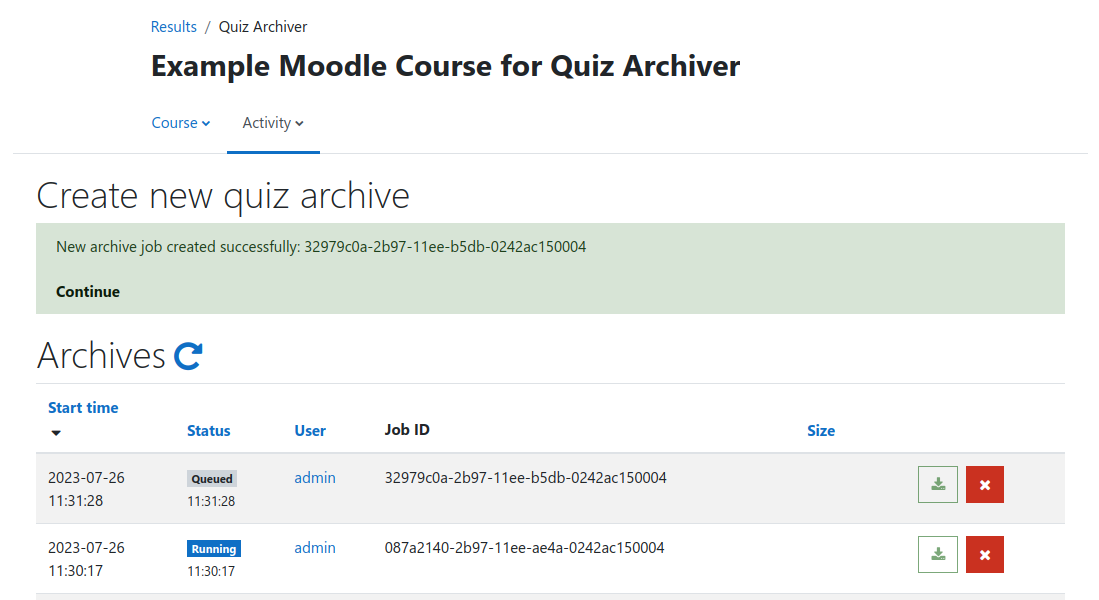 Results / Quiz Archiver
Example Moodle Course for Quiz Archiver
Course Activity
Create new quiz archive
New archive job created successfully: 32979c0a-2b97-11ee-b5db-0242ac150004
Continue
Archives
Start time Status User Job ID Size
2023-07-26 Queued admin 32979c0a-2b97-11ee-b5db-0242ac150004
11:31:28 11:31:28
2023-07-26 Running admin 087a2140-2b97-11ee-ae4a-0242ac150004
11:30:17 11:30:17